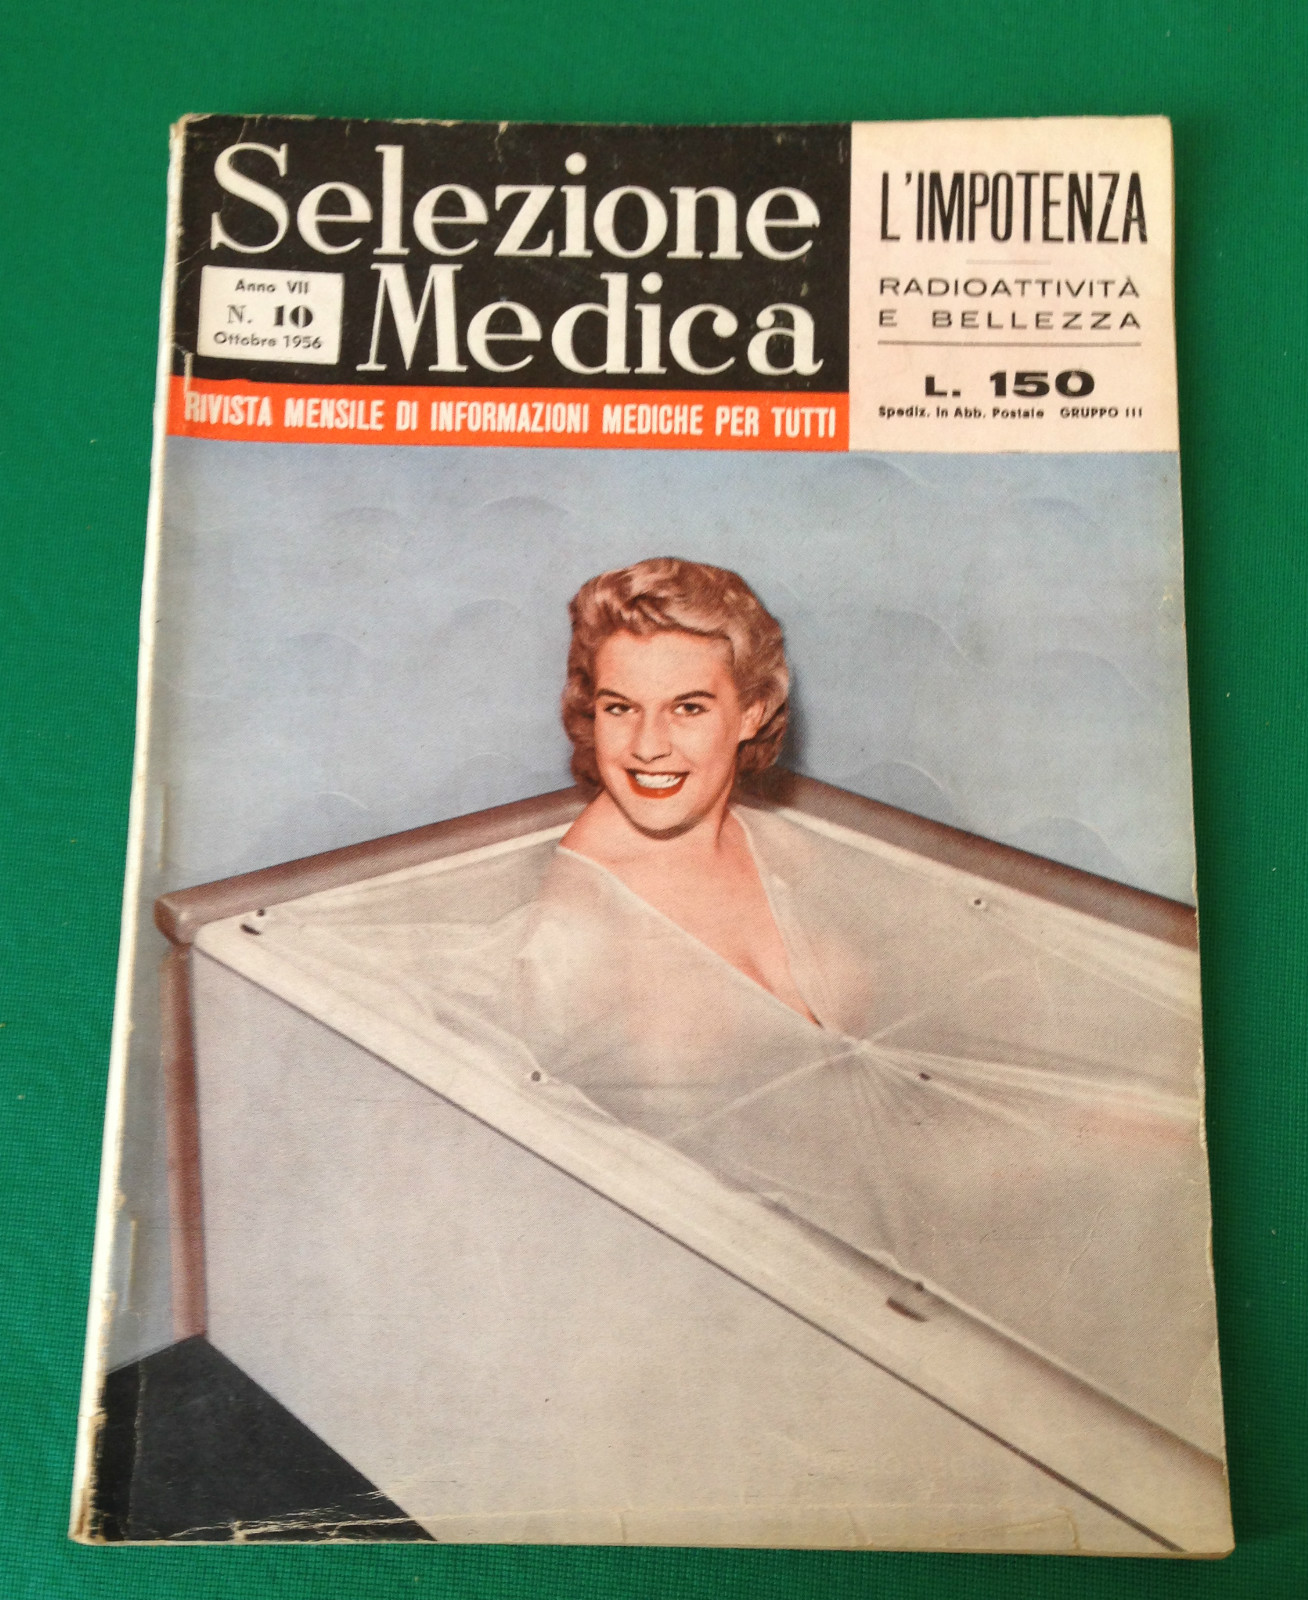 Selezione
Medica
Anno VII
N. 10
Ottobre 1956
RIVISTA MENSILE DI INFORMAZIONI MEDICHE PER TUTTI
L'IMPOTENZA
RADIOATTIVITÀ
E BELLEZZA
L. 150
Spediz. in Abb. Postale GRUPPO III